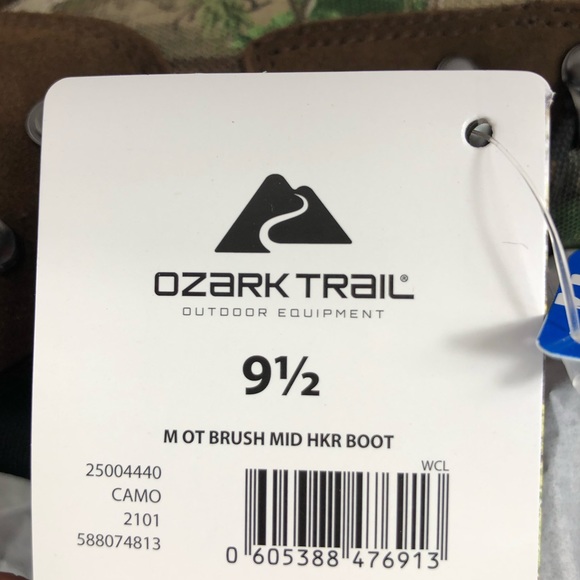 OZARK TRAIL®
OUTDOOR EQUIPMENT
9½
M OT BRUSH MID HKR BOOT
25004440
CAMO
2101
588074813
WCL
0 605388 476913